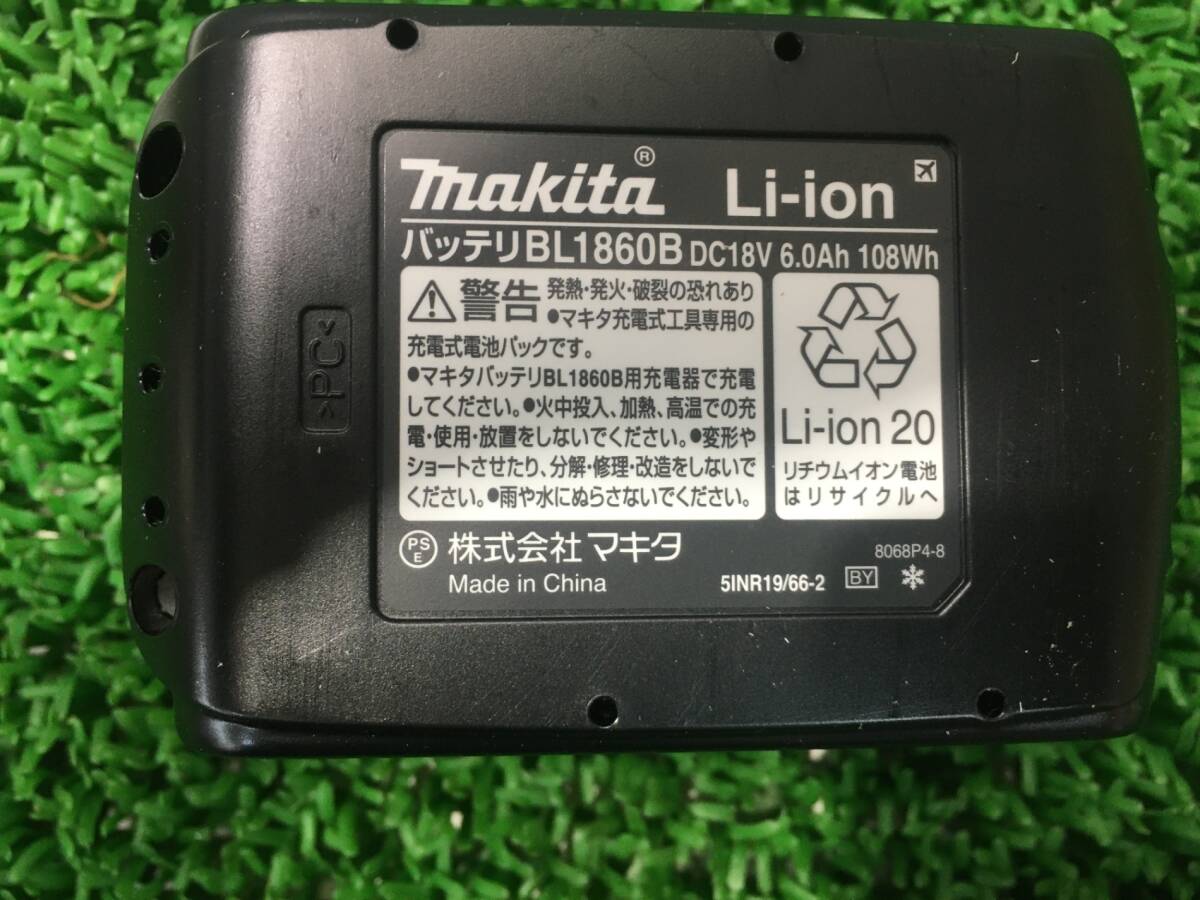 makita® Li-ion
バッテリBL1860B DC18V 6.0Ah 108Wh
警告 発熱・発火・破裂の恐れあり
●マキタ充電式工具専用の
充電式電池パックです。
●マキタバッテリBL1860B用充電器で充電
してください。●火中投入、加熱、高温での充
電・使用・放置をしないでください。●変形や
ショートさせたり、分解・修理・改造をしないで
ください。●雨や水にぬらさないでください。
Li-ion 20
リチウムイオン電池
はリサイクルへ
PSE 株式会社マキタ
Made in China
8068P4-8
5INR19/66-2 BY
>PC<